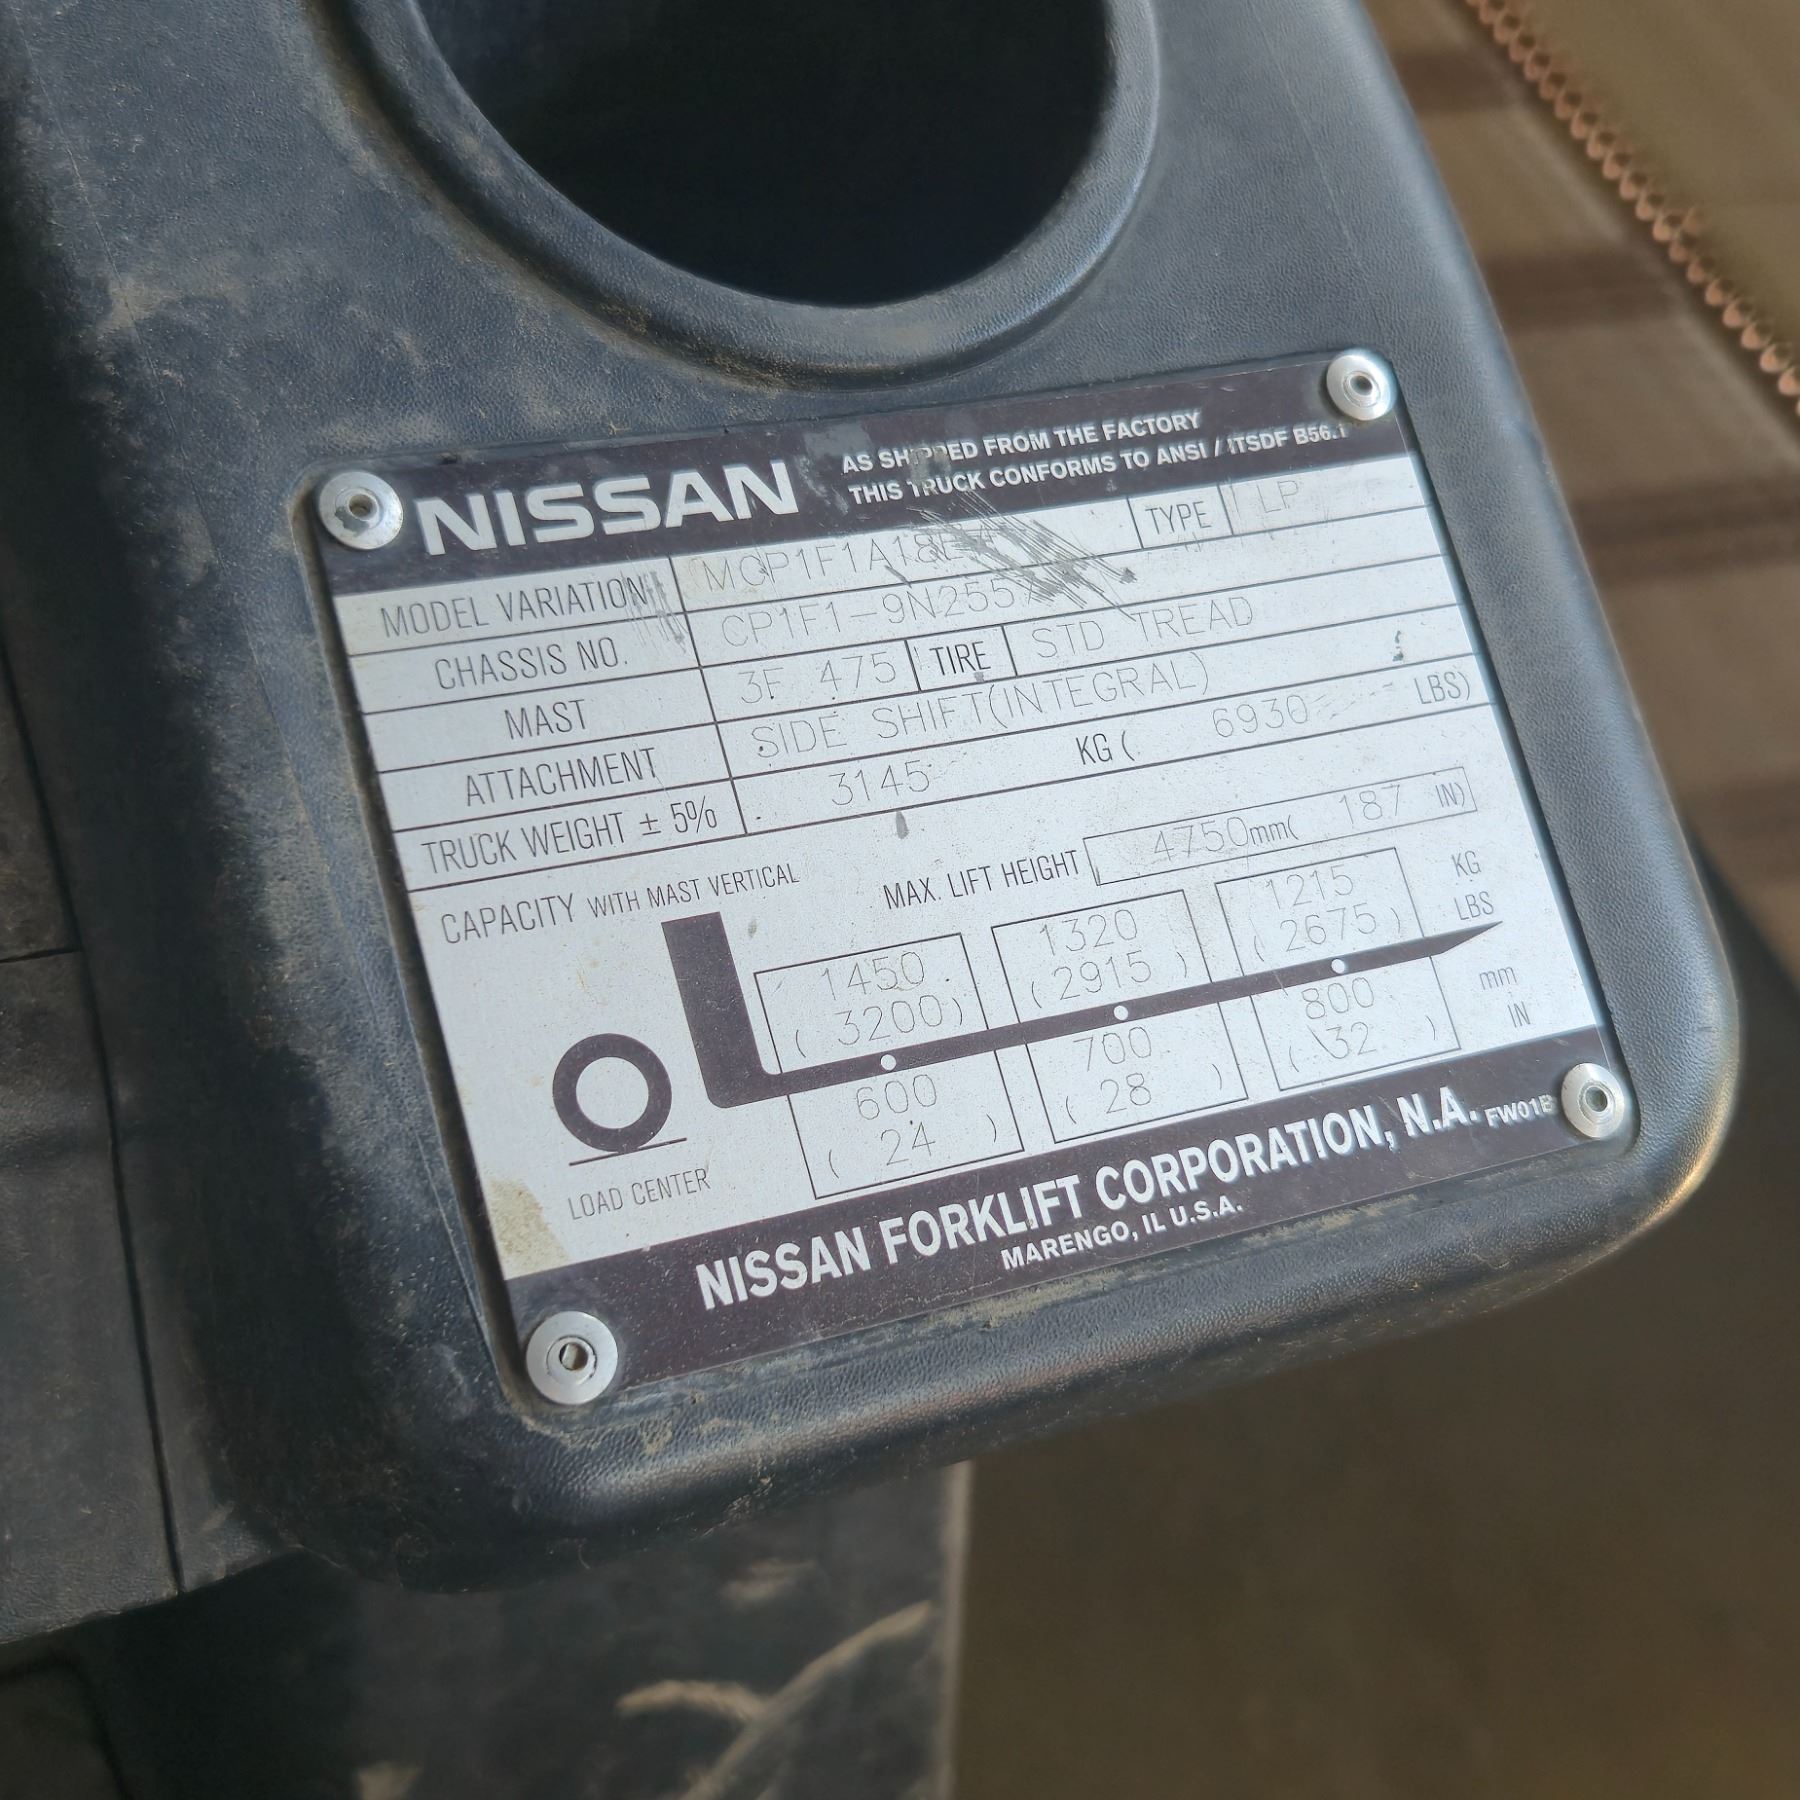 NISSAN
AS SHIPPED FROM THE FACTORY
THIS TRUCK CONFORMS TO ANSI / ITSDF B56.1
MODEL VARIATION TYPE LP
CHASSIS NO.
MAST 3F 475 TIRE STD TREAD
ATTACHMENT SIDE SHIFT(INTEGRAL)
TRUCK WEIGHT ± 5% 3145 KG ( 6930 LBS)
CAPACITY WITH MAST VERTICAL
MAX. LIFT HEIGHT 4750mm( 187 IN)
1450 1320 1215 KG
( 3200) ( 2915 ) ( 2675 ) LBS
600 700 800 mm
( 24 ) ( 28 ) ( 32 ) IN
LOAD CENTER
NISSAN FORKLIFT CORPORATION, N.A. FW01B
MARENGO, IL U.S.A.